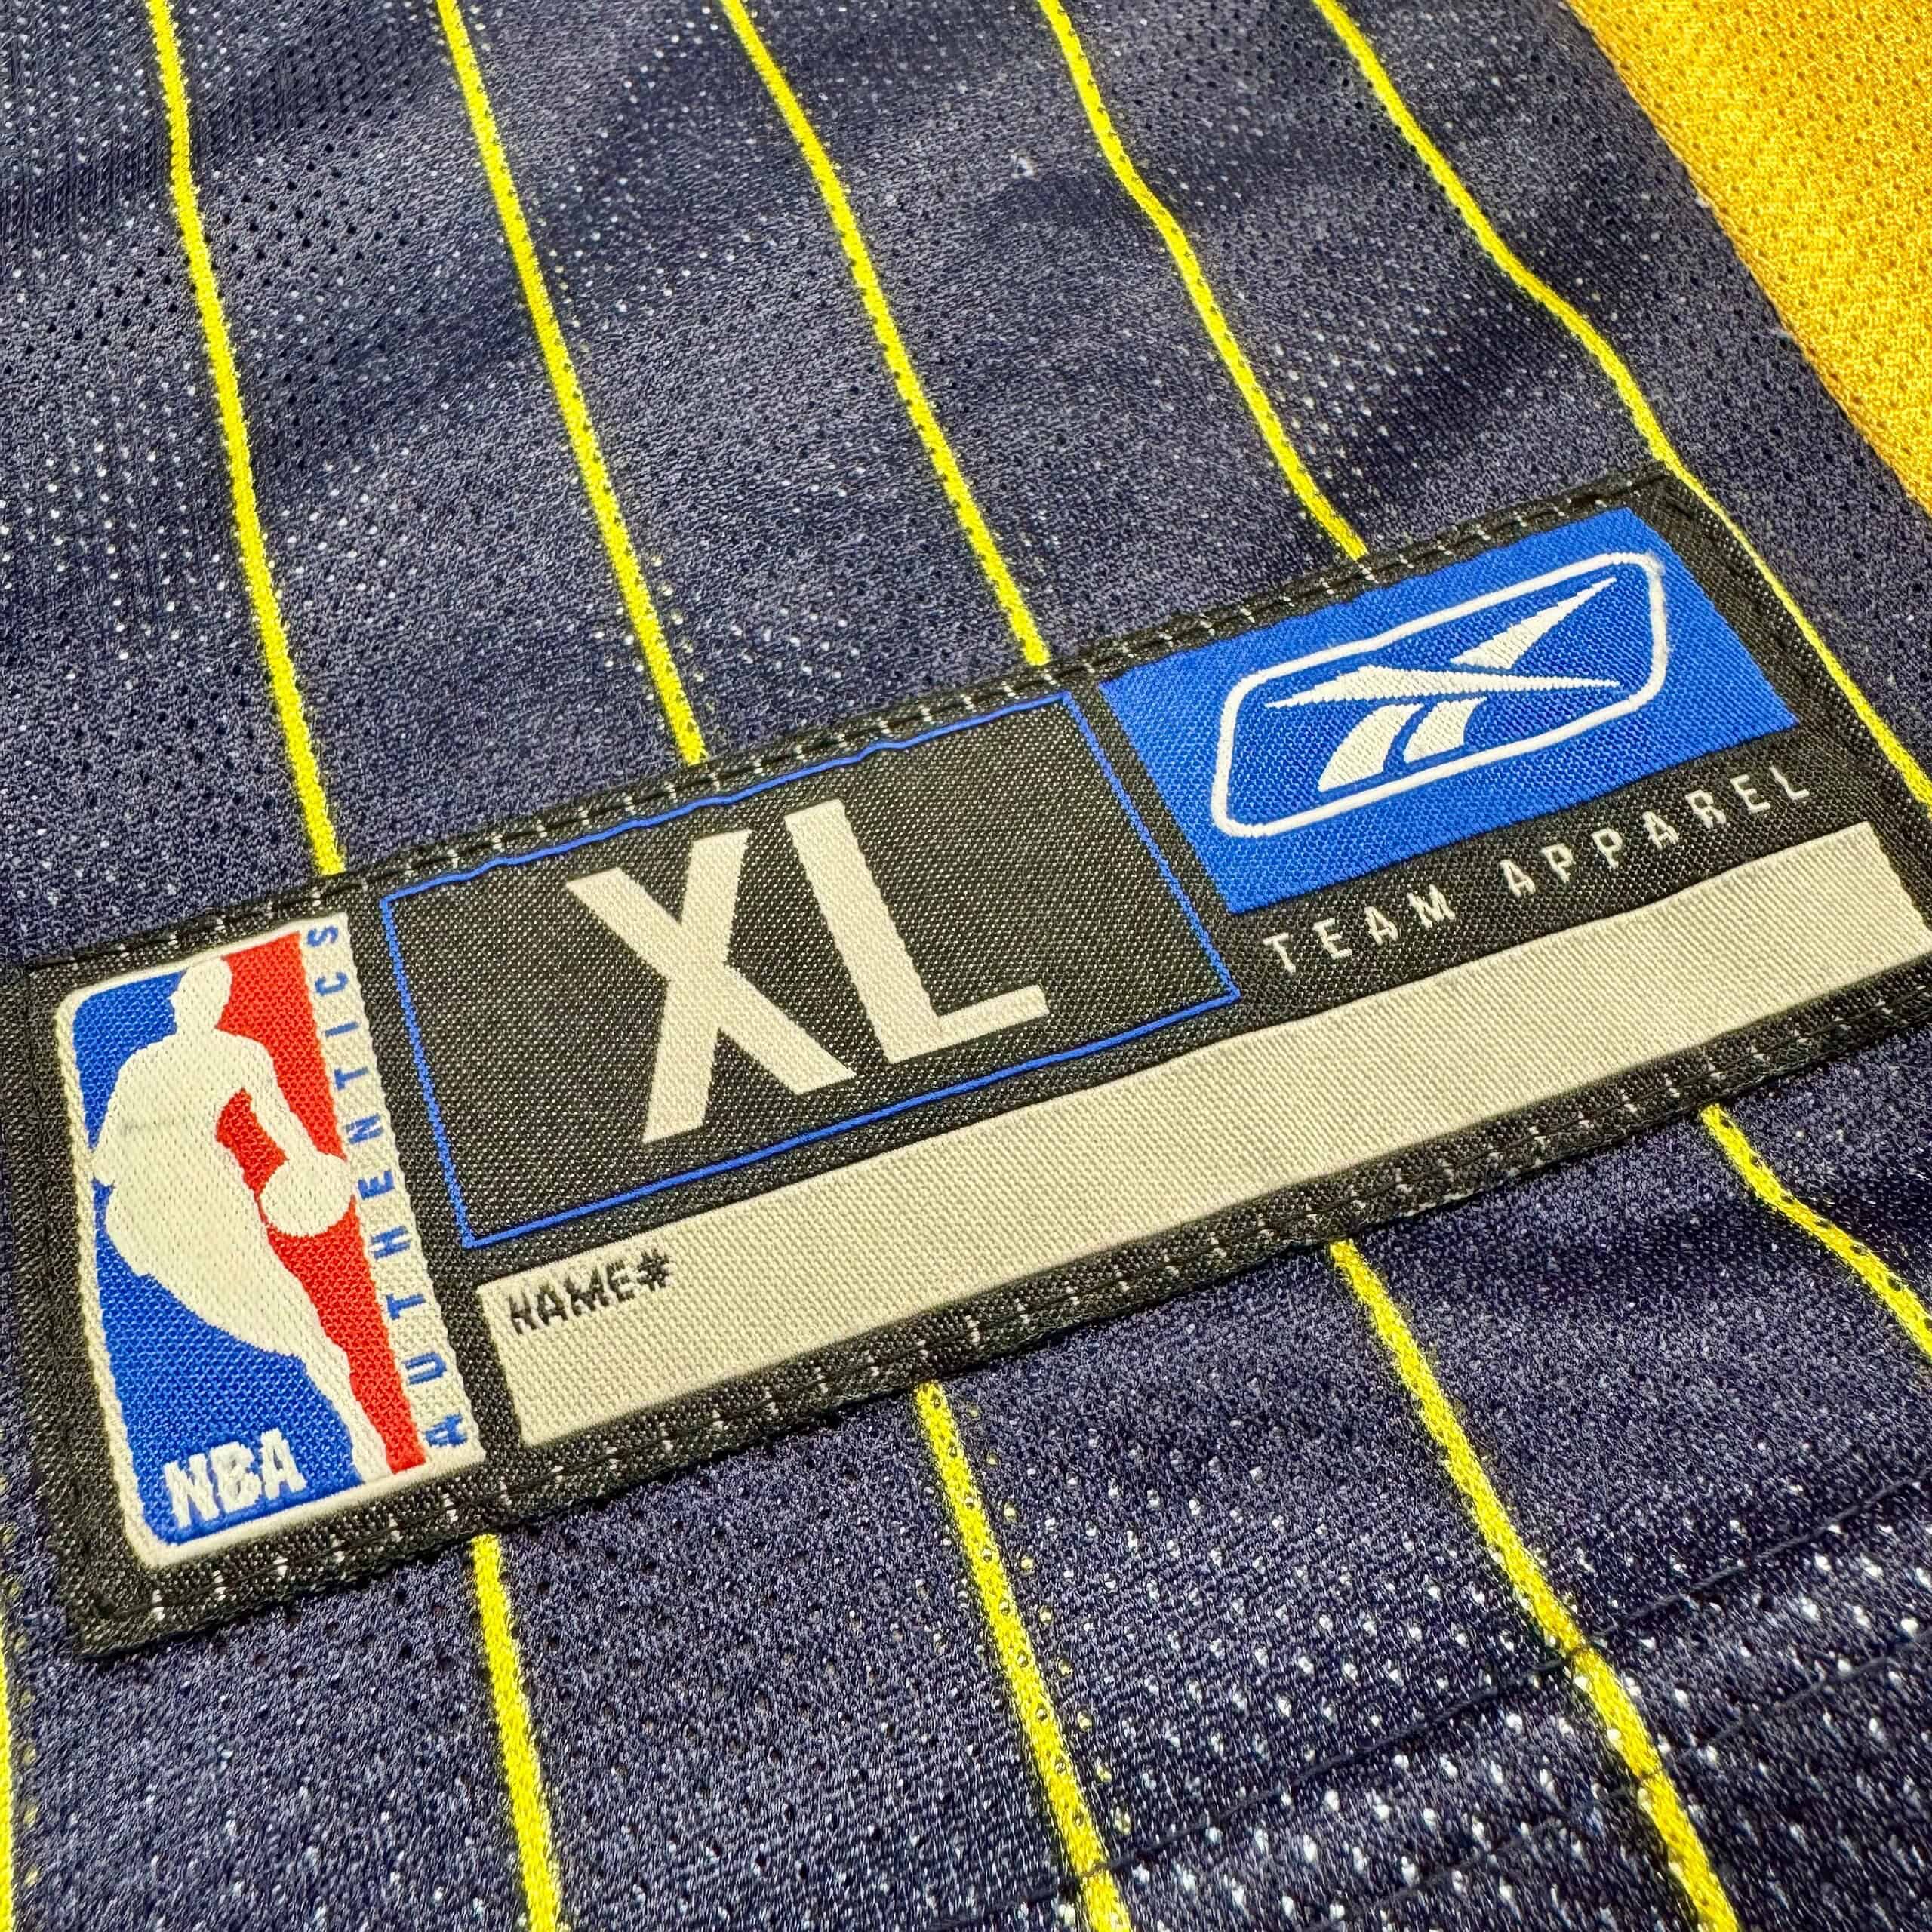 NBA
AUTHENTICS
XL
TEAM APPAREL
NAME#